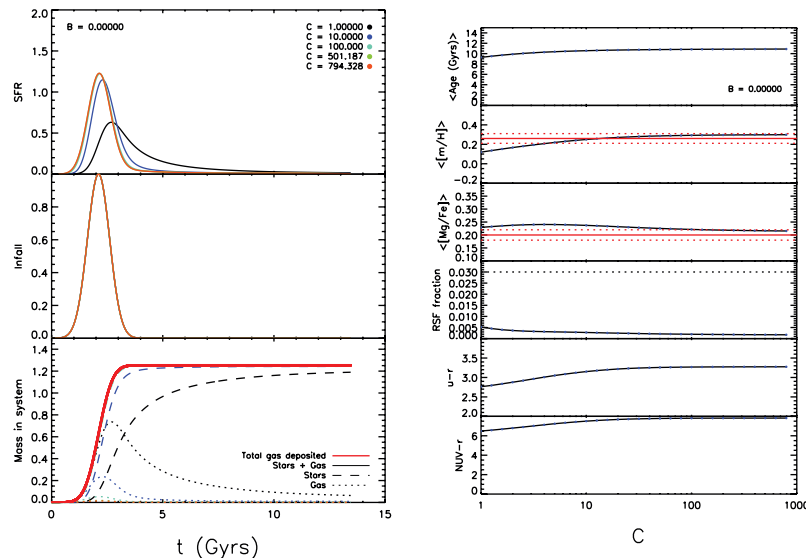 B = 0.00000
C = 1.00000
C = 10.0000
C = 100.000
C = 501.187
C = 794.328
SFR
2.0
1.5
1.0
0.5
0.0
Infall
0.8
0.6
0.4
0.2
0.0
Mass in system
1.4
1.2
1.0
0.8
0.6
0.4
0.2
0.0
Total gas deposited
Stars + Gas
Stars
Gas
0 5 10 15
t (Gyrs)
<Age (Gyrs)>
14
12
10
8
6
4
2
0
B = 0.00000
<[m/H]>
0.4
0.2
0.0
-0.2
<[Mg/Fe]>
0.35
0.30
0.25
0.20
0.15
0.10
RSF fraction
0.030
0.025
0.020
0.015
0.010
0.005
0.000
u-r
3.5
3.0
2.5
2.0
NUV-r
6
4
2
1 10 100 1000
C